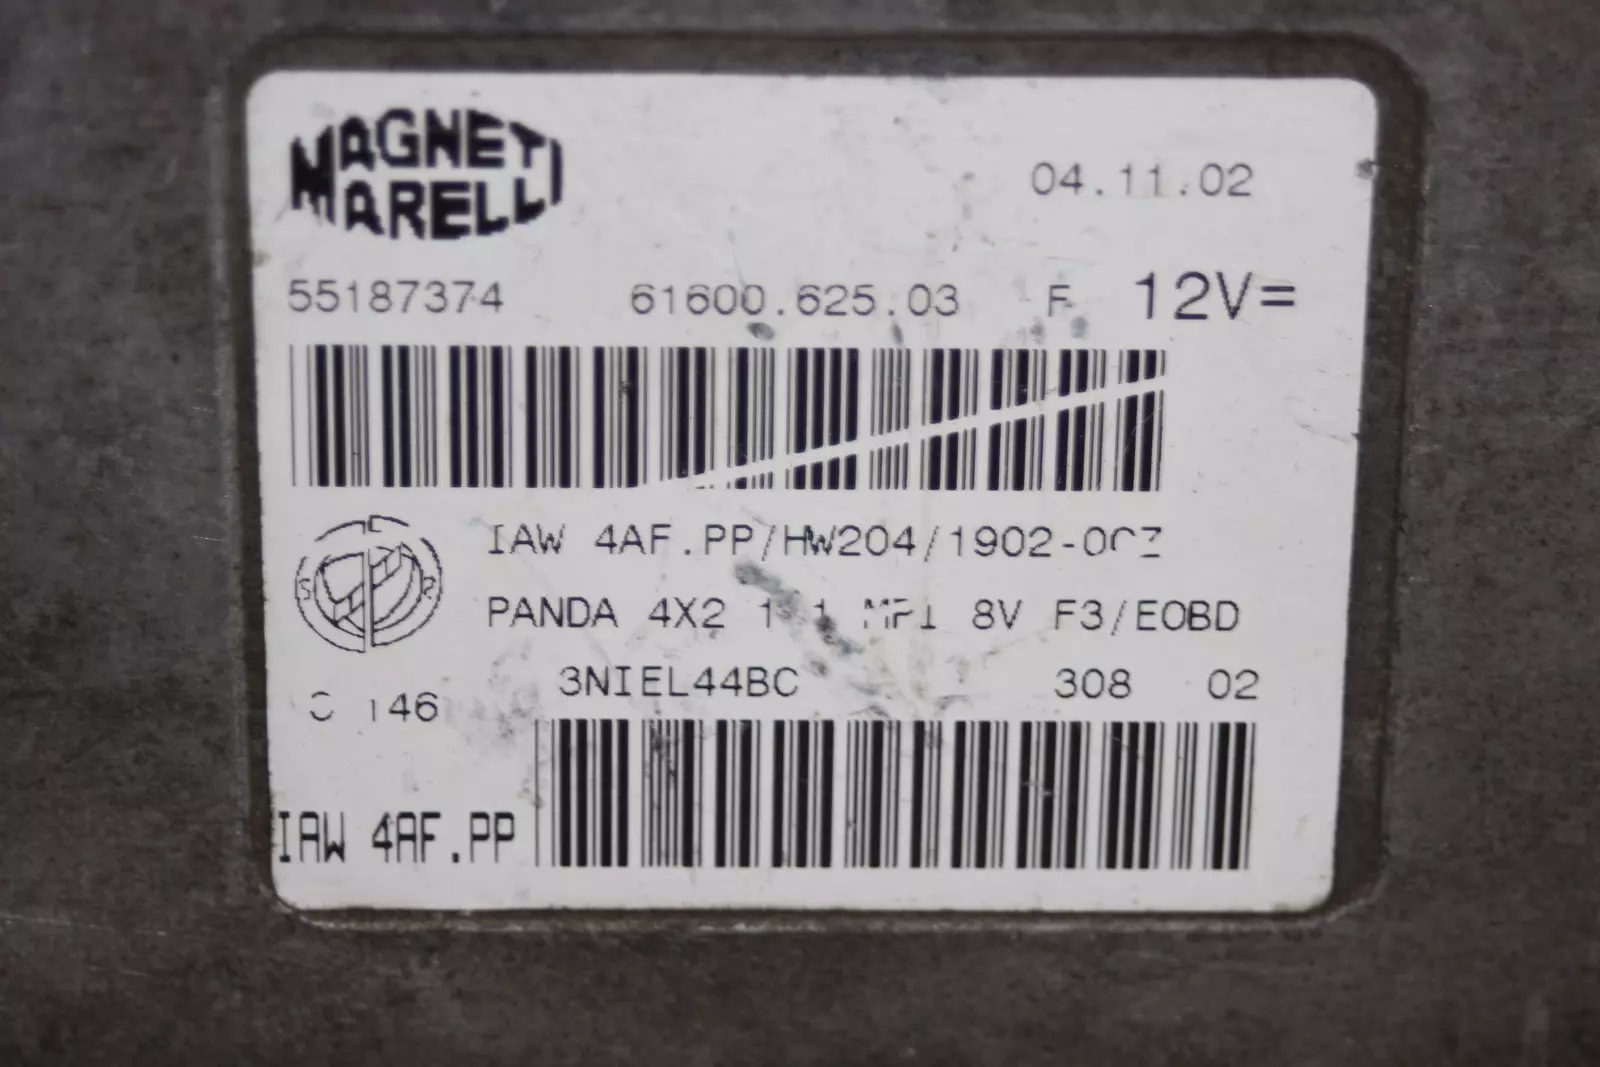 MAGNETI
MARELLI
04.11.02
55187374 61600.625.03 F 12V=
IAW 4AF.PP/HW204/1902-
PANDA 4X2 8V F3/EOBD
3NIEL44BC 308 02
146
IAW 4AF.PP